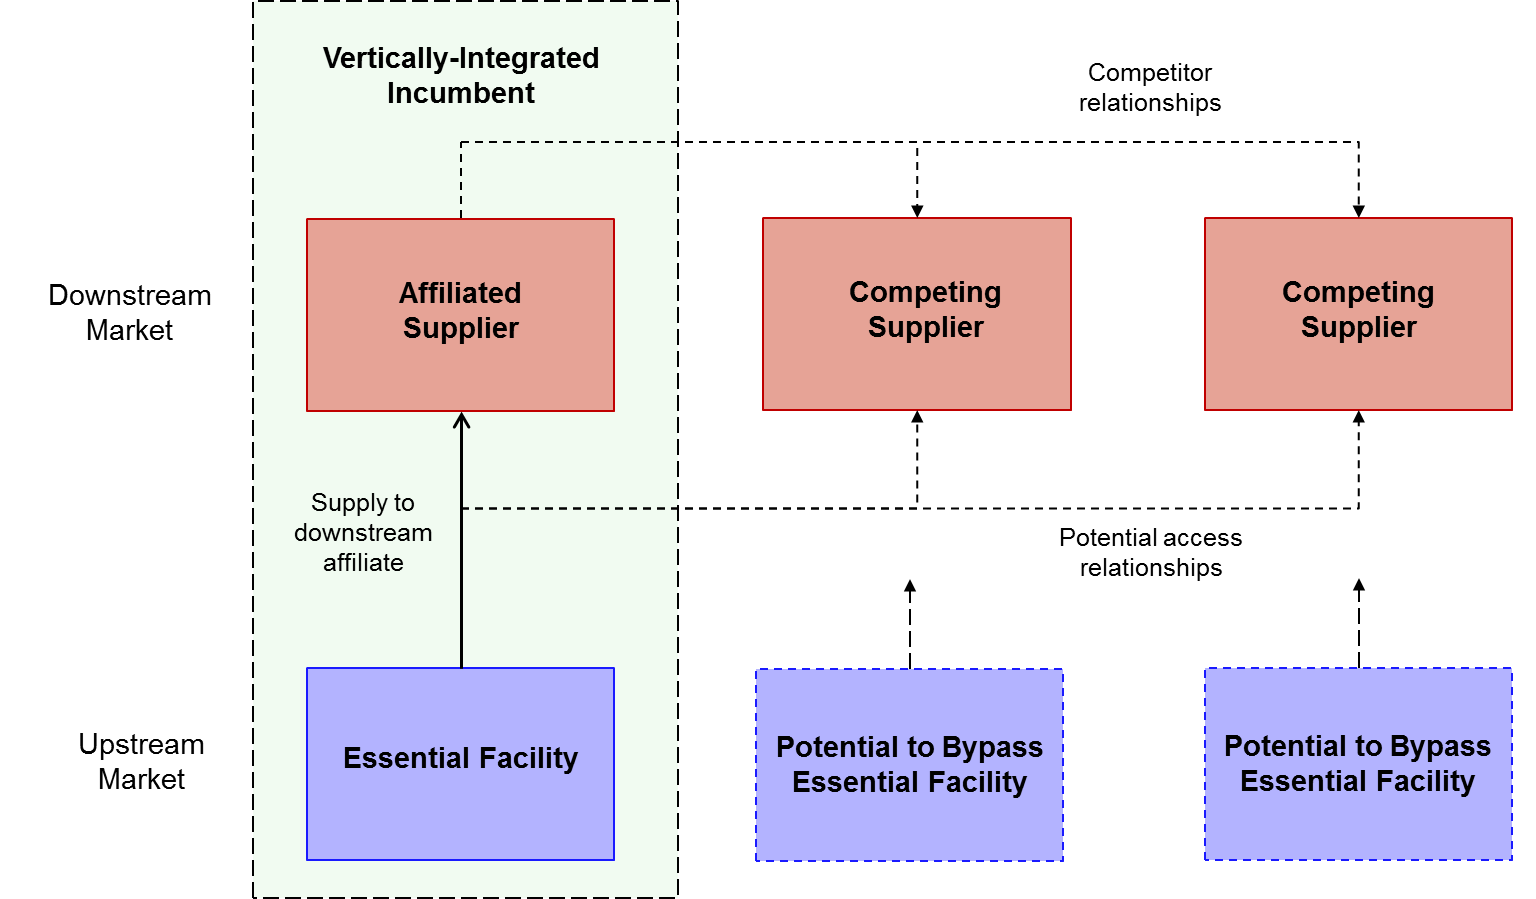 Vertically-Integrated
Incumbent
Competitor
relationships
Downstream
Market
Affiliated
Supplier
Competing
Supplier
Competing
Supplier
Supply to
downstream
affiliate
Potential access
relationships
Upstream
Market
Essential Facility
Potential to Bypass
Essential Facility
Potential to Bypass
Essential Facility